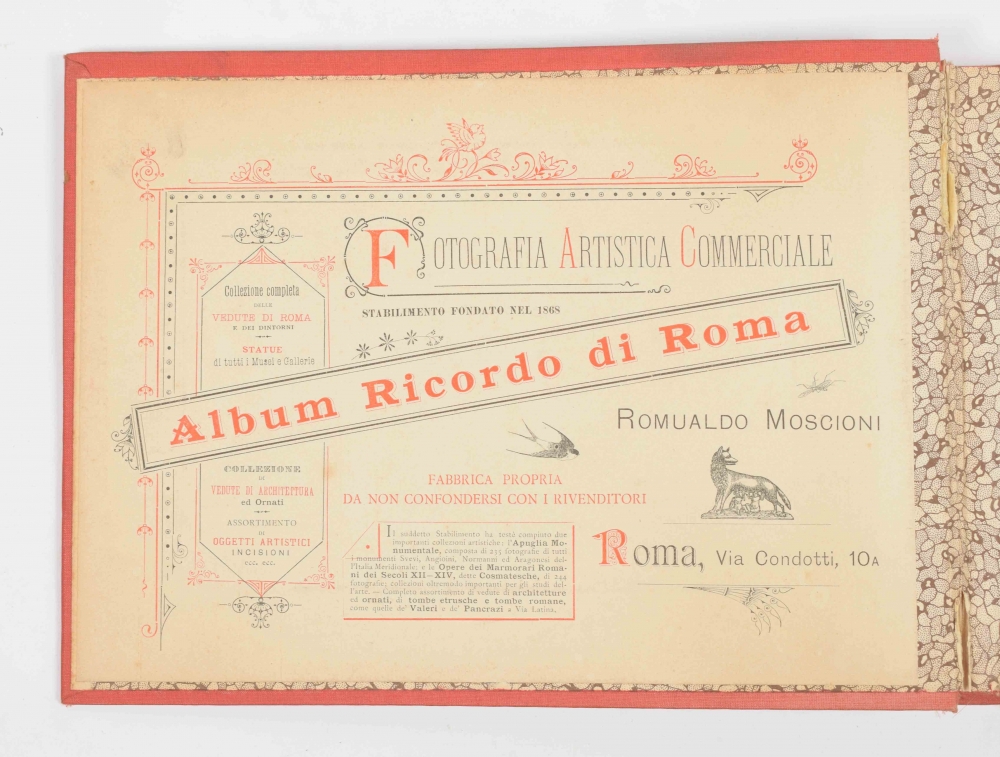 FOTOGRAFIA ARTISTICA COMMERCIALE
STABILIMENTO FONDATO NEL 1868
Collezione completa
DELLE
VEDUTE DI ROMA
E DEI DINTORNI
STATUE
di tutti i Musei e Gallerie
Album Ricordo di Roma
COLLEZIONE
DI
VEDUTE DI ARCHITETTURA
ed Ornati
ASSORTIMENTO
DI
OGGETTI ARTISTICI
INCISIONI
ecc. ecc.
ROMUALDO MOSCIONI
FABBRICA PROPRIA
DA NON CONFONDERSI CON I RIVENDITORI
Il suddetto Stabilimento ha testè compiuto due
importanti collezioni artistiche: l'Apuglia Mo-
numentale, composta di 235 fotografie di tutti
i monumenti Svevi, Angioini, Normanni ed Aragonesi del-
l'Italia Meridionale; e le Opere dei Marmorari Roma-
ni dei Secoli XII-XIV, dette Cosmatesche, di 244
fotografie; collezioni oltremodo importanti per gli studi del-
l'arte. — Completo assortimento di vedute di architetture
ed ornati, di tombe etrusche e tombe romane,
come quelle de' Valeri e de' Pancrazi a Via Latina.
Roma, Via Condotti, 10A